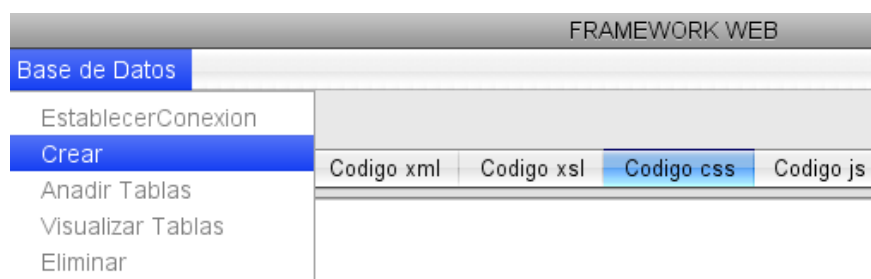 FRAMEWORK WEB
Base de Datos
EstablecerConexion
Crear
Codigo xml Codigo xsl Codigo css Codigo js
Anadir Tablas
Visualizar Tablas
Eliminar